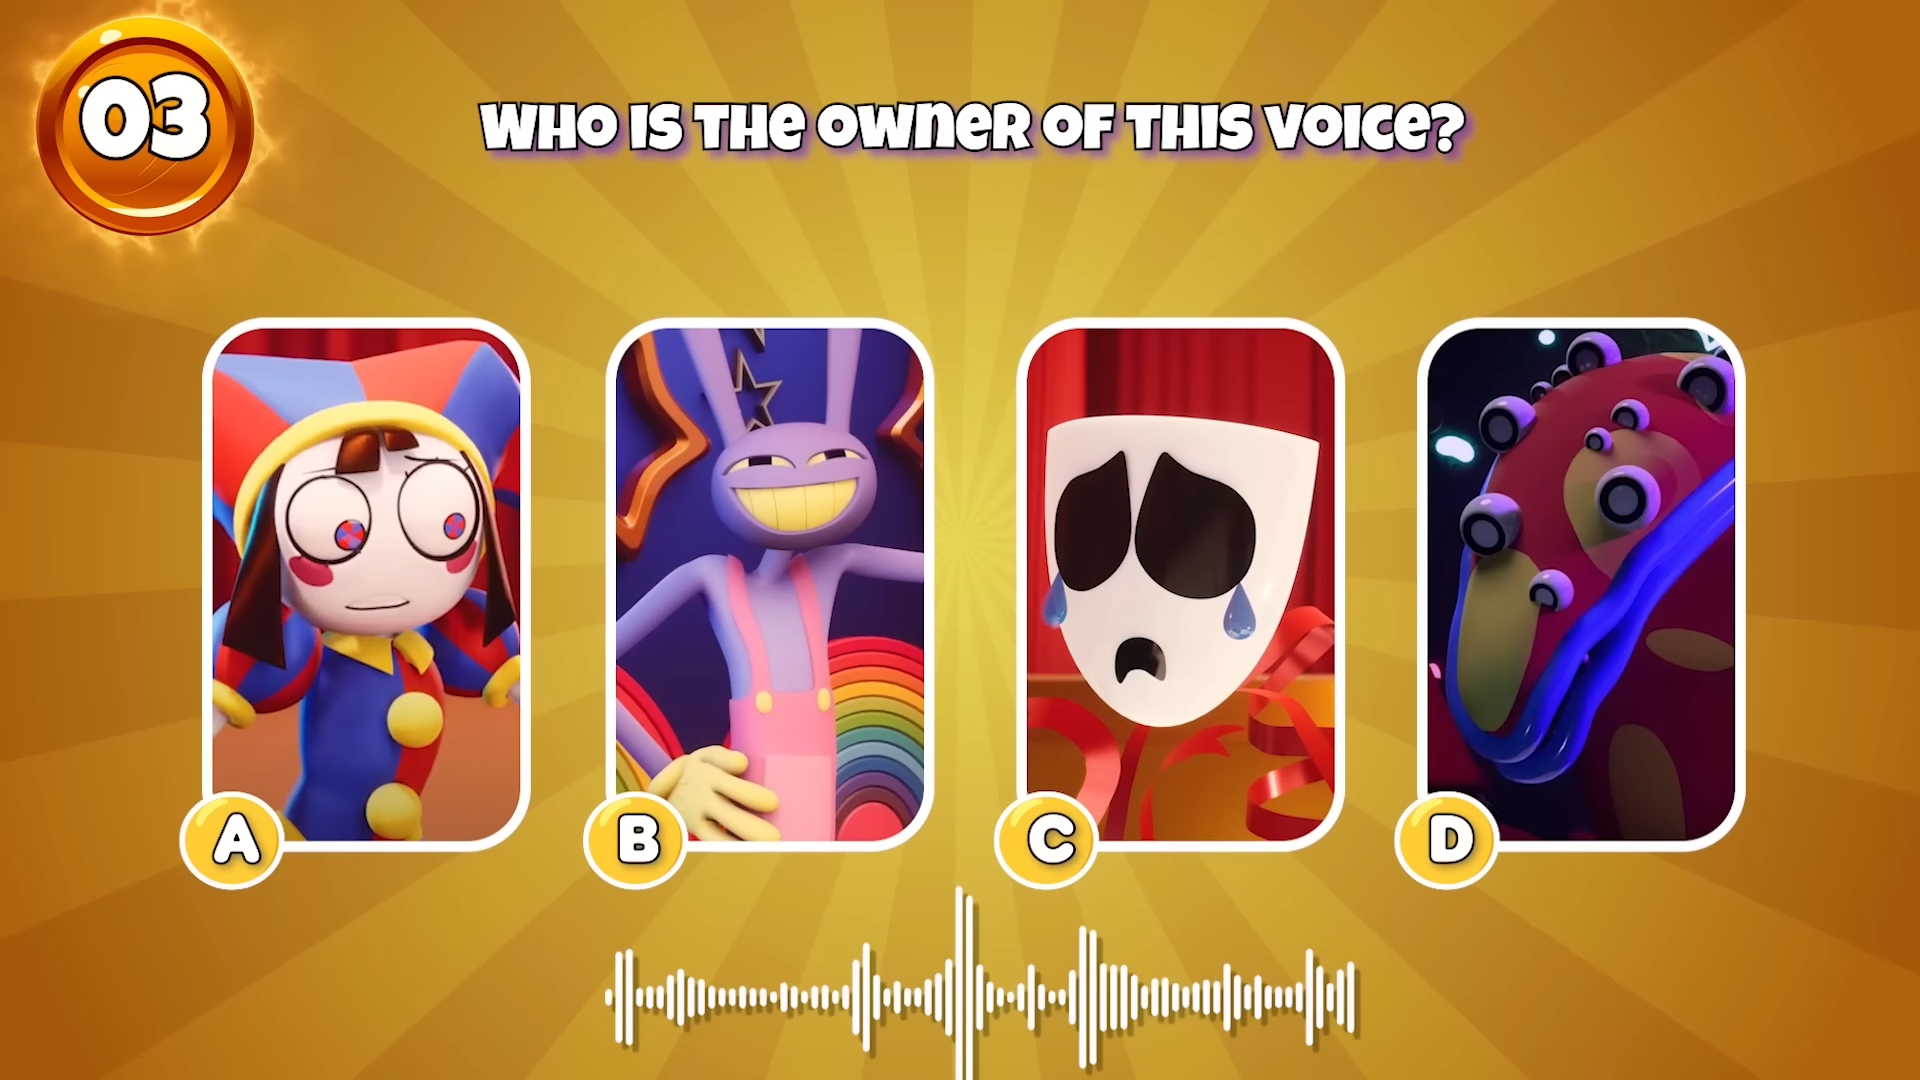 03
WHO IS THE OWNER OF THIS VOICE?
A
B
C
D